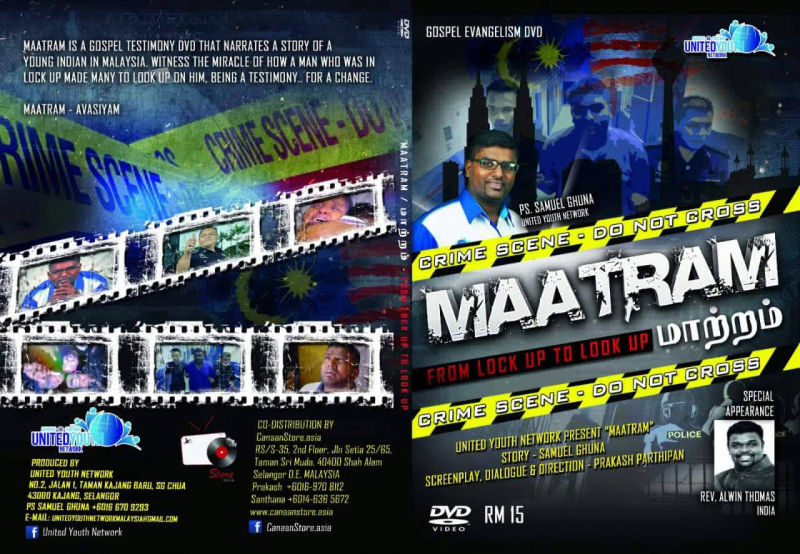 MAATRAM IS A GOSPEL TESTIMONY DVD THAT NARRATES A STORY OF A
YOUNG INDIAN IN MALAYSIA. WITNESS THE MIRACLE OF HOW A MAN WHO WAS IN
LOCK UP MADE MANY TO LOOK UP ON HIM, BEING A TESTIMONY.. FOR A CHANGE.
MAATRAM - AVASIYAM
CRIME SCENE - DO
CRIME SCENE -
UNITED YOUTH
NETWORK
PRODUCED BY
UNITED YOUTH NETWORK
NO.2, JALAN 1, TAMAN KAJANG BARU, SG CHUA
43000 KAJANG, SELANGOR
PS SAMUEL GHUNA +6016 670 9293
E-MAIL: UNITEDYOUTHNETWORKMALAYSIA@GMAIL.COM
United Youth Network
Store
CO-DISTRIBUTION BY
CanaanStore.asia
RS/S-35, 2nd Floor, Jln Setia 25/65,
Taman Sri Muda, 40400 Shah Alam
Selangor D.E, MALAYSIA
Prakash +6016-970 8112
Santhana +6014-636 5672
www.canaanstore.asia
CanaanStore.asia
DVD
MAATRAM / மாற்றம் - FROM LOCK UP TO LOOK UP
GOSPEL EVANGELISM DVD
UNITED YOUTH
NETWORK
PS. SAMUEL GHUNA
UNITED YOUTH NETWORK
CRIME SCENE - DO NOT CROSS
MAATRAM
மாற்றம்
FROM LOCK UP TO LOOK UP
CRIME SCENE - DO NOT CROSS
UNITED YOUTH NETWORK PRESENT "MAATRAM"
STORY - SAMUEL GHUNA
SCREENPLAY, DIALOGUE & DIRECTION - PRAKASH PARTHIPAN
POLICE
SPECIAL
APPEARANCE
REV. ALWIN THOMAS
INDIA
DVD
VIDEO
RM 15